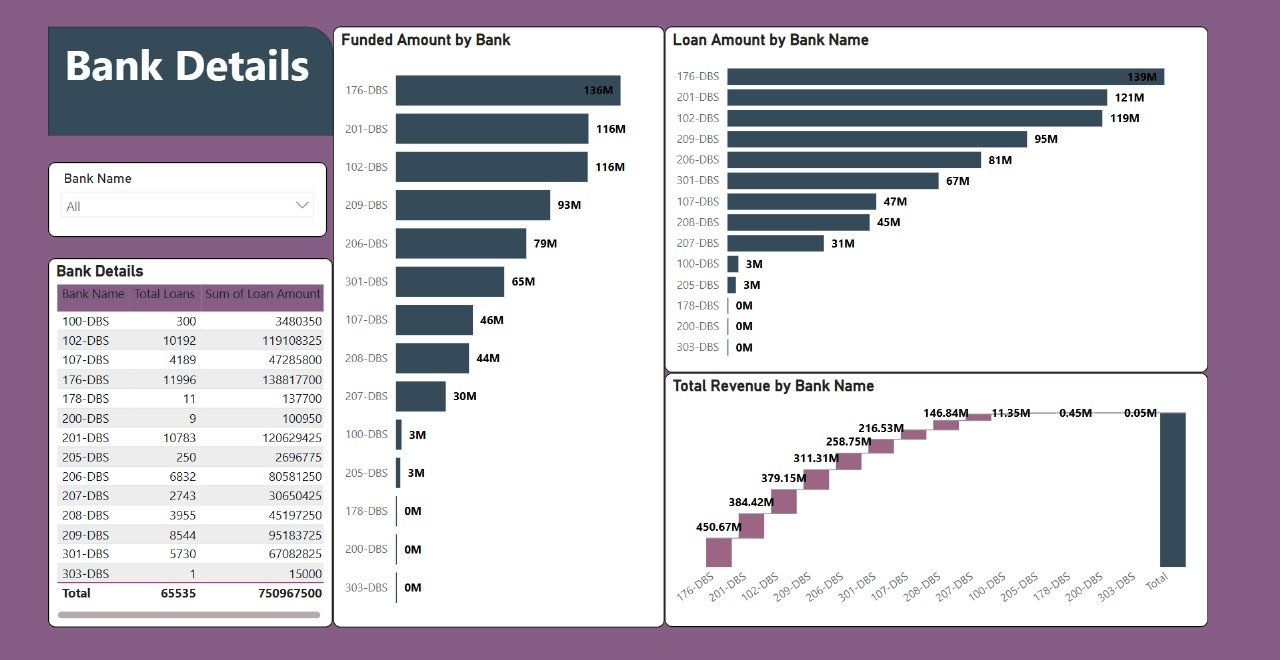 Bank Details
Bank Name
All
Bank Details
Bank Name Total Loans Sum of Loan Amount
100-DBS 300 3480350
102-DBS 10192 119108325
107-DBS 4189 47285800
176-DBS 11996 138817700
178-DBS 11 137700
200-DBS 9 100950
201-DBS 10783 120629425
205-DBS 250 2696775
206-DBS 6832 80581250
207-DBS 2743 30650425
208-DBS 3955 45197250
209-DBS 8544 95183725
301-DBS 5730 67082825
303-DBS 1 15000
Total 65535 750967500
Funded Amount by Bank
176-DBS 136M
201-DBS 116M
102-DBS 116M
209-DBS 93M
206-DBS 79M
301-DBS 65M
107-DBS 46M
208-DBS 44M
207-DBS 30M
100-DBS 3M
205-DBS 3M
178-DBS 0M
200-DBS 0M
303-DBS 0M
Loan Amount by Bank Name
176-DBS 139M
201-DBS 121M
102-DBS 119M
209-DBS 95M
206-DBS 81M
301-DBS 67M
107-DBS 47M
208-DBS 45M
207-DBS 31M
100-DBS 3M
205-DBS 3M
178-DBS 0M
200-DBS 0M
303-DBS 0M
Total Revenue by Bank Name
146.84M 11.35M 0.45M 0.05M
216.53M
258.75M
311.31M
379.15M
384.42M
450.67M
176-DBS 201-DBS 102-DBS 209-DBS 206-DBS 301-DBS 107-DBS 208-DBS 207-DBS 100-DBS 205-DBS 178-DBS 200-DBS 303-DBS Total